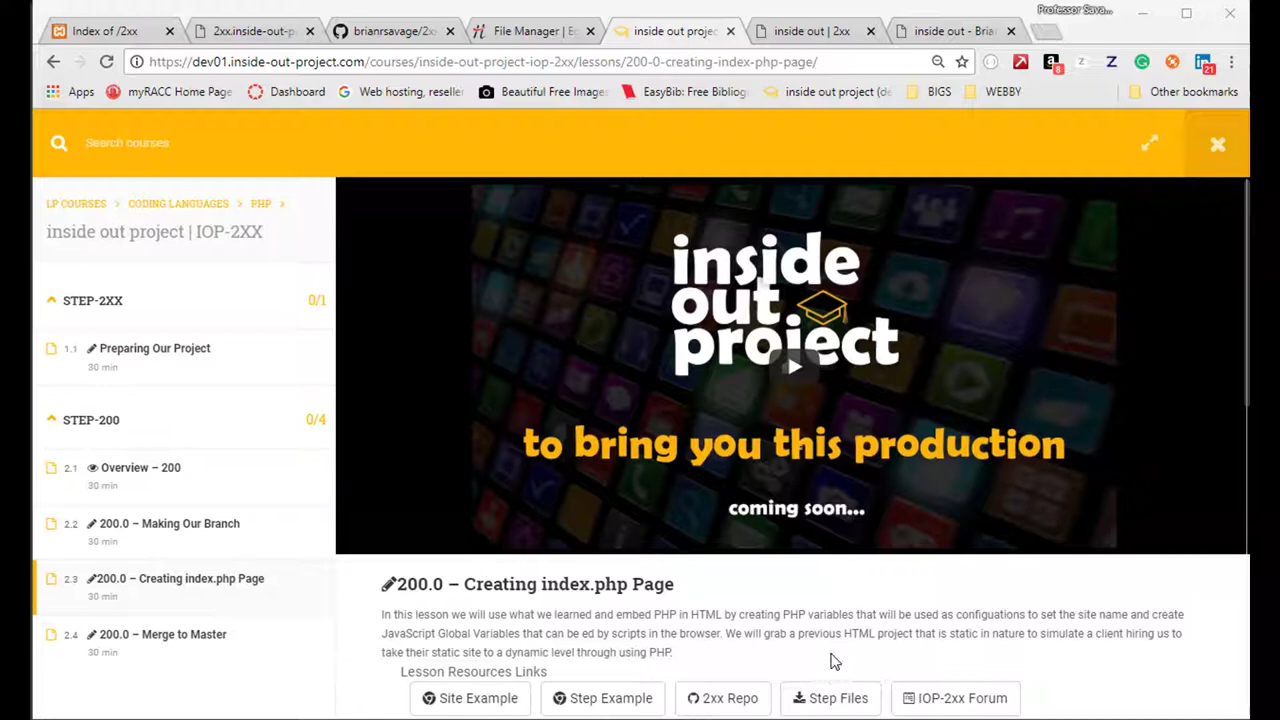 Professor Sava...
Index of /2xx
2xx.inside-out-p
brianrsavage/2x
File Manager | Ec
inside out projec
inside out | 2xx
inside out - Bria
https://dev01.inside-out-project.com/courses/inside-out-project-iop-2xx/lessons/200-0-creating-index-php-page/
8
21
Apps
myRACC Home Page
Dashboard
Web hosting, reseller
Beautiful Free Images
EasyBib: Free Bibliog
inside out project (de
BIGS
WEBBY
Other bookmarks
Search courses
LP COURSES > CODING LANGUAGES > PHP >
inside out project | IOP-2XX
STEP-2XX 0/1
1.1 Preparing Our Project
30 min
STEP-200 0/4
2.1 Overview – 200
30 min
2.2 200.0 – Making Our Branch
30 min
2.3 200.0 – Creating index.php Page
30 min
2.4 200.0 – Merge to Master
30 min
inside
out
project
to bring you this production
coming soon...
200.0 – Creating index.php Page
In this lesson we will use what we learned and embed PHP in HTML by creating PHP variables that will be used as configuations to set the site name and create
JavaScript Global Variables that can be ed by scripts in the browser. We will grab a previous HTML project that is static in nature to simulate a client hiring us to
take their static site to a dynamic level through using PHP.
Lesson Resources Links
Site Example
Step Example
2xx Repo
Step Files
IOP-2xx Forum